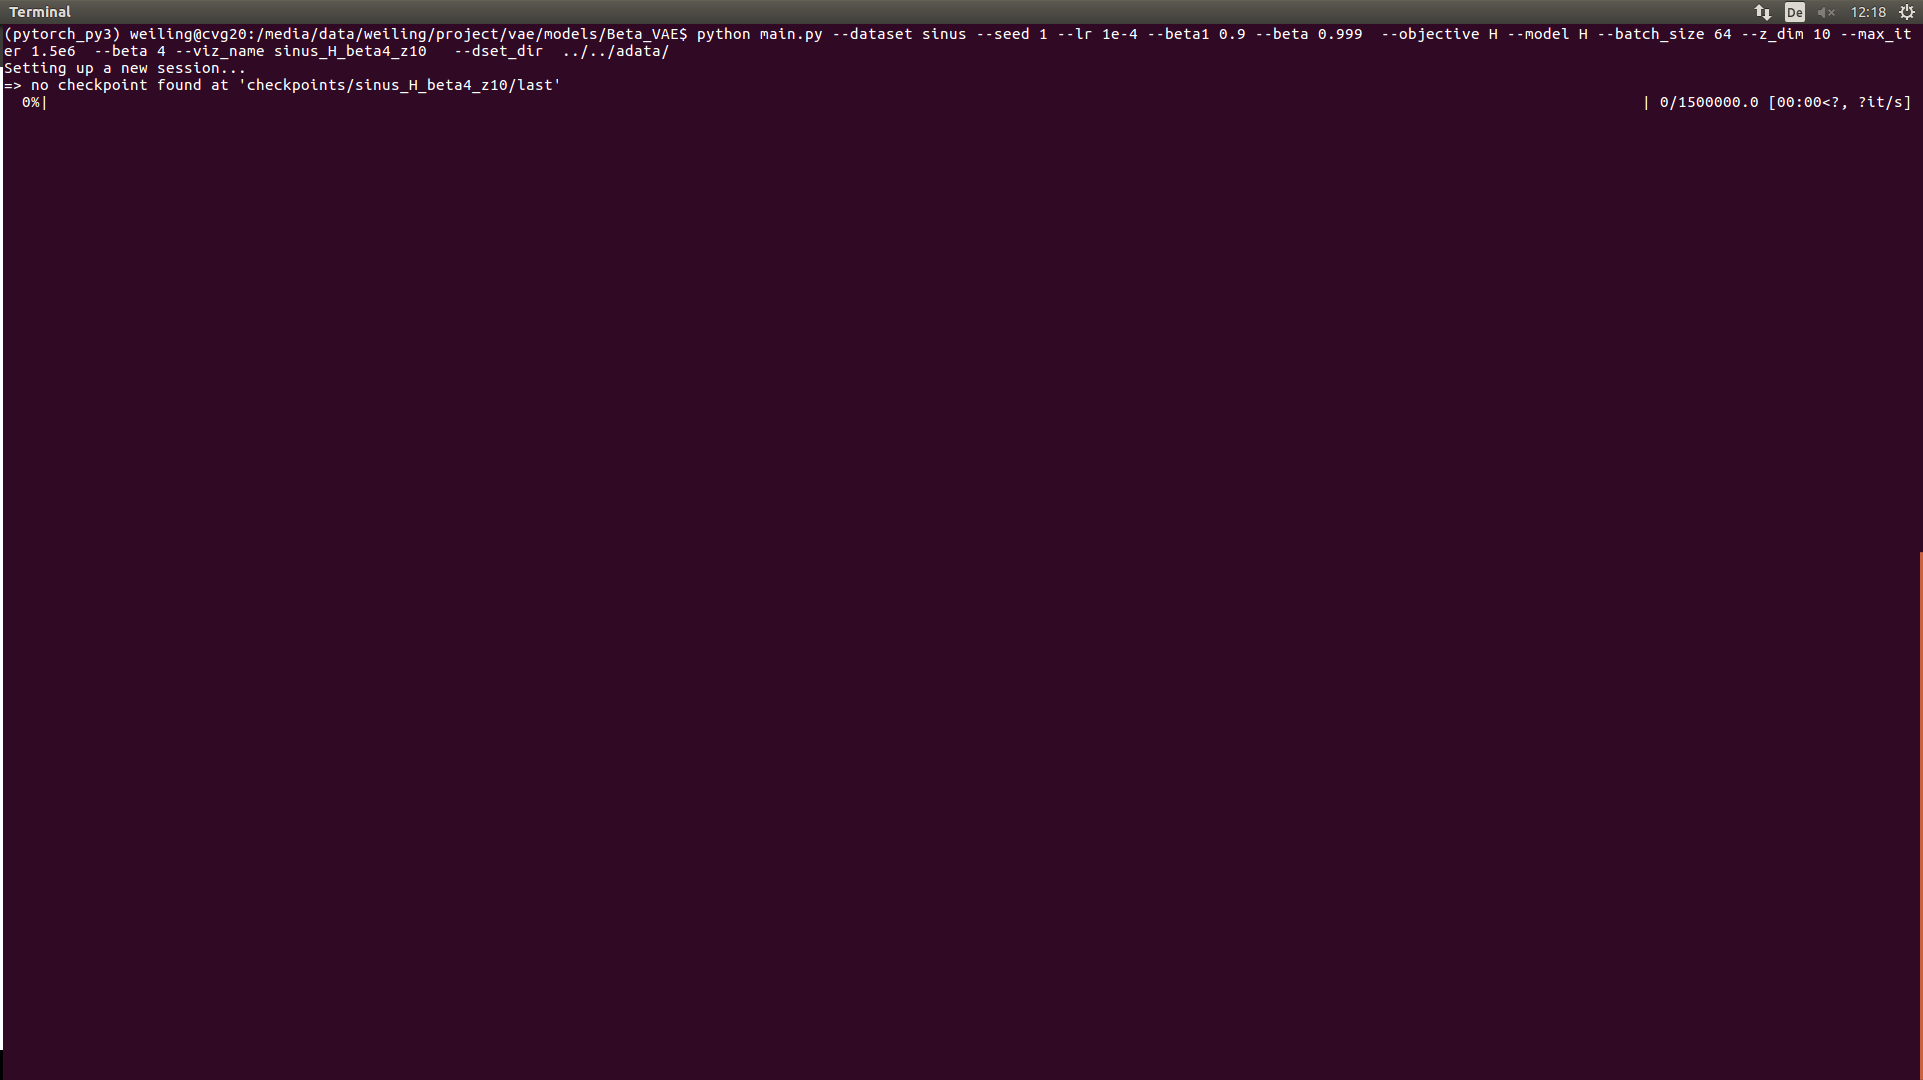 Terminal De 12:18
(pytorch_py3) weiling@cvg20:/media/data/weiling/project/vae/models/Beta_VAE$ python main.py --dataset sinus --seed 1 --lr 1e-4 --beta1 0.9 --beta 0.999  --objective H --model H --batch_size 64 --z_dim 10 --max_it
er 1.5e6  --beta 4 --viz_name sinus_H_beta4_z10   --dset_dir  ../../adata/
Setting up a new session...
=> no checkpoint found at 'checkpoints/sinus_H_beta4_z10/last'
  0%| | 0/1500000.0 [00:00<?, ?it/s]